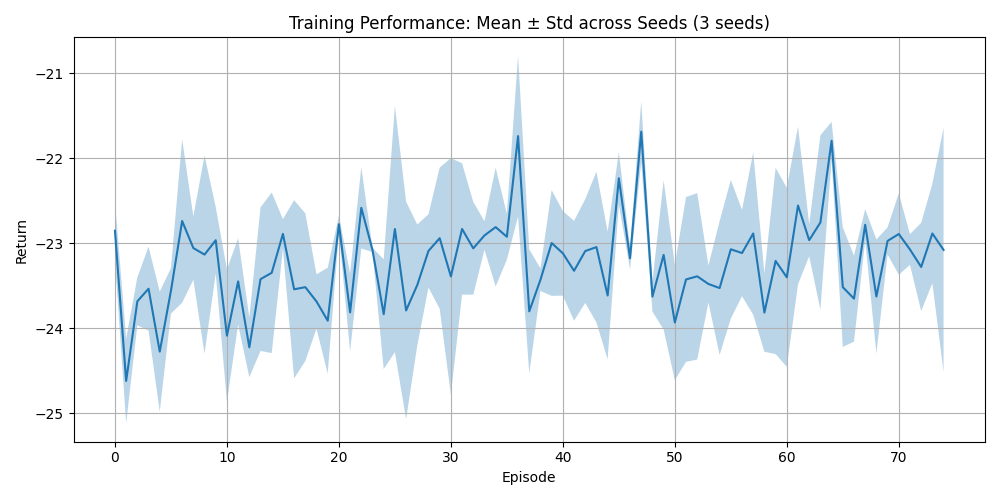 Training Performance: Mean ± Std across Seeds (3 seeds)
Return
−21
−22
−23
−24
−25
0 10 20 30 40 50 60 70
Episode